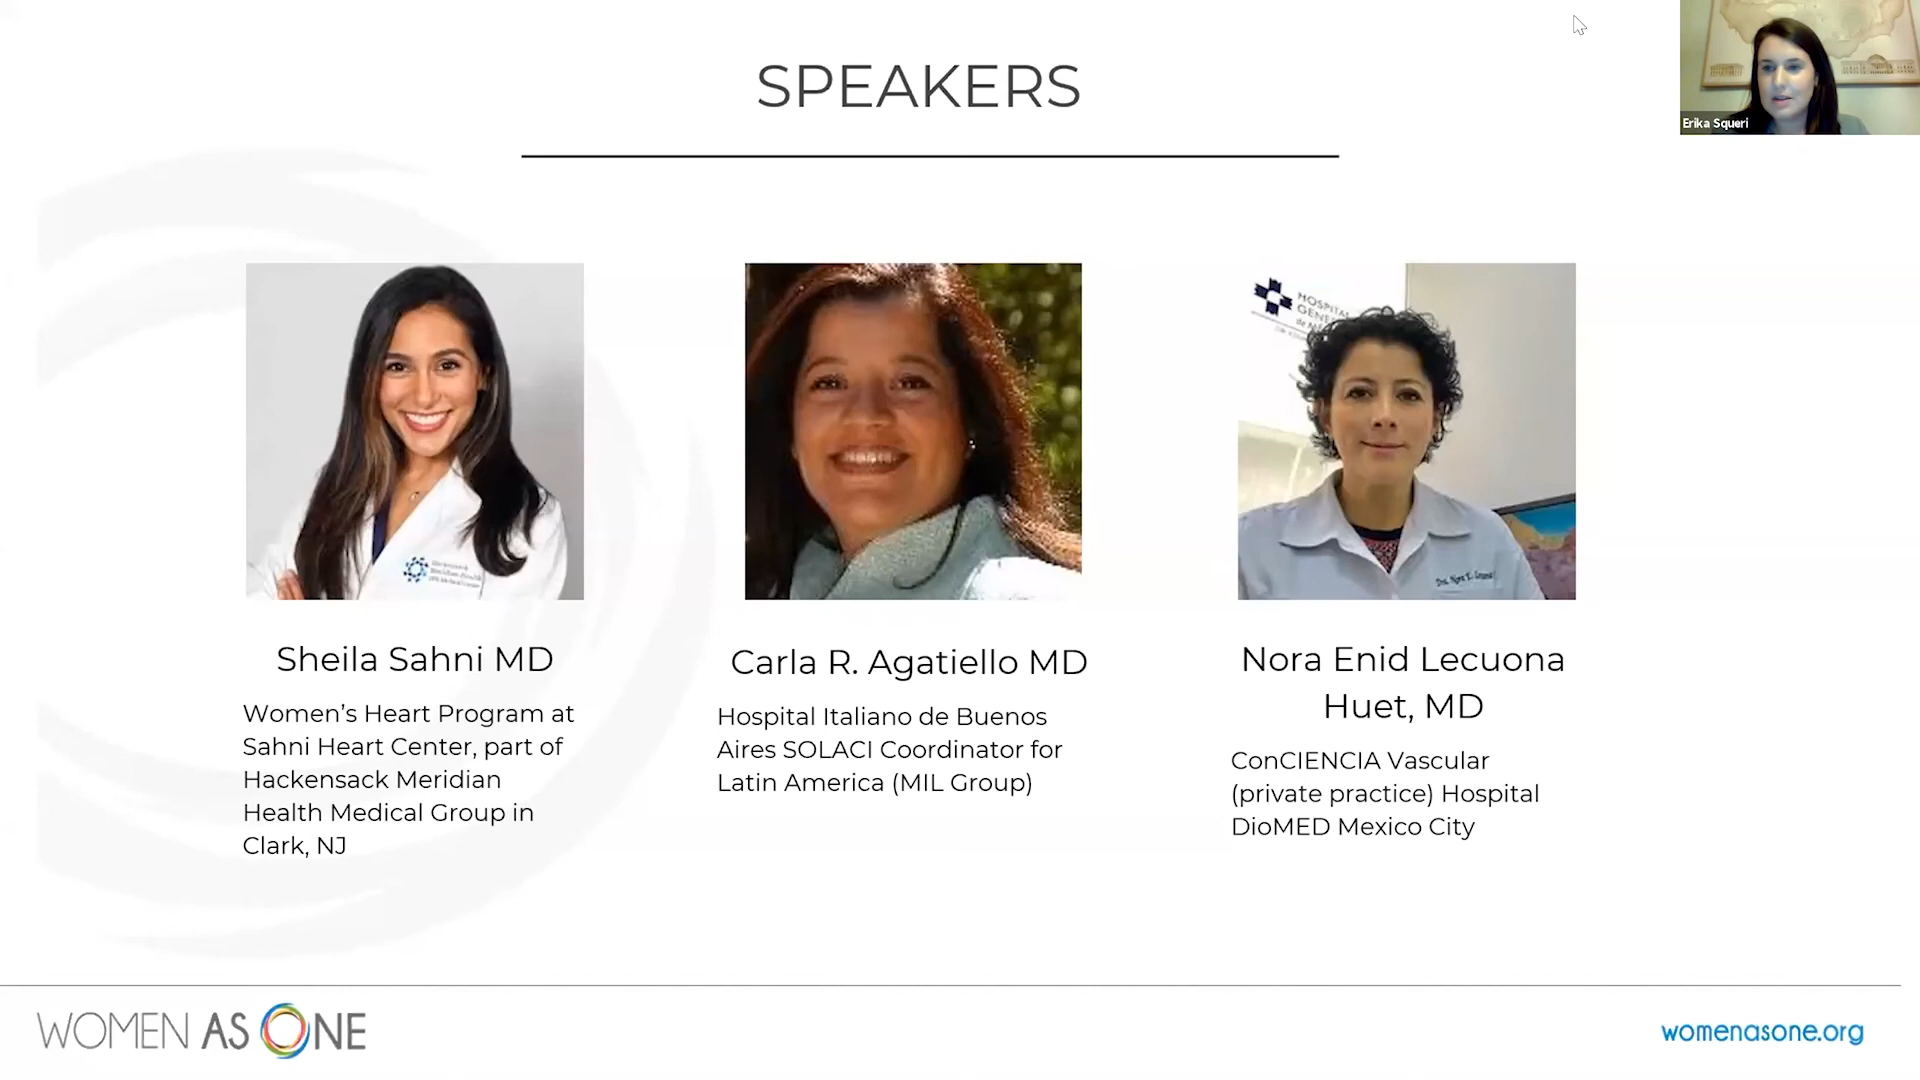 SPEAKERS
Erika Squeri
HOSPITAL
Sheila Sahni MD
Women’s Heart Program at
Sahni Heart Center, part of
Hackensack Meridian
Health Medical Group in
Clark, NJ
Carla R. Agatiello MD
Hospital Italiano de Buenos
Aires SOLACI Coordinator for
Latin America (MIL Group)
Nora Enid Lecuona
Huet, MD
ConCIENCIA Vascular
(private practice) Hospital
DioMED Mexico City
WOMEN AS ONE
womenasone.org